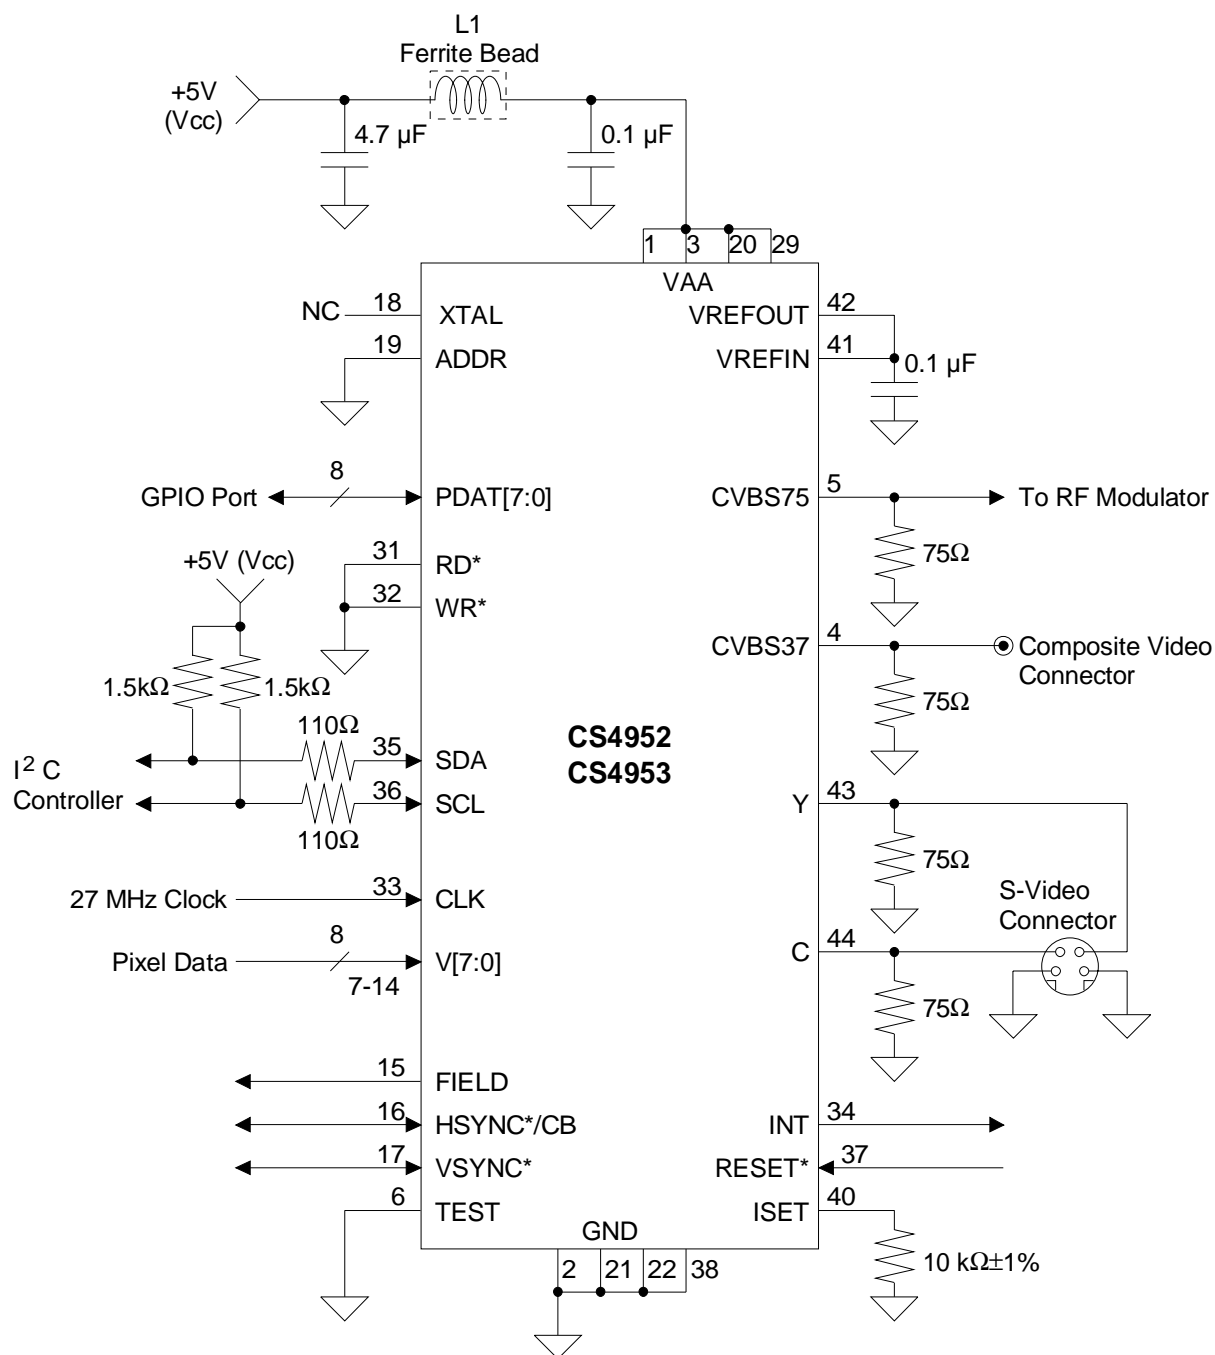 L1
Ferrite Bead
+5V
(Vcc)
4.7 µF
0.1 µF
1 3 20 29
VAA
NC 18 XTAL
VREFOUT 42
19 ADDR
VREFIN 41
0.1 µF
8
GPIO Port PDAT[7:0]
CVBS75 5 To RF Modulator
75Ω
+5V (Vcc)
31 RD*
32 WR*
CVBS37 4 Composite Video
Connector
75Ω
1.5kΩ 1.5kΩ
110Ω
CS4952
CS4953
35 SDA
I² C
Controller
36 SCL
110Ω
Y 43
75Ω
27 MHz Clock 33 CLK
S-Video
Connector
8
Pixel Data V[7:0]
7-14
C 44
75Ω
15 FIELD
16 HSYNC*/CB
INT 34
17 VSYNC*
RESET* 37
6 TEST
ISET 40
GND
2 21 22 38
10 kΩ±1%